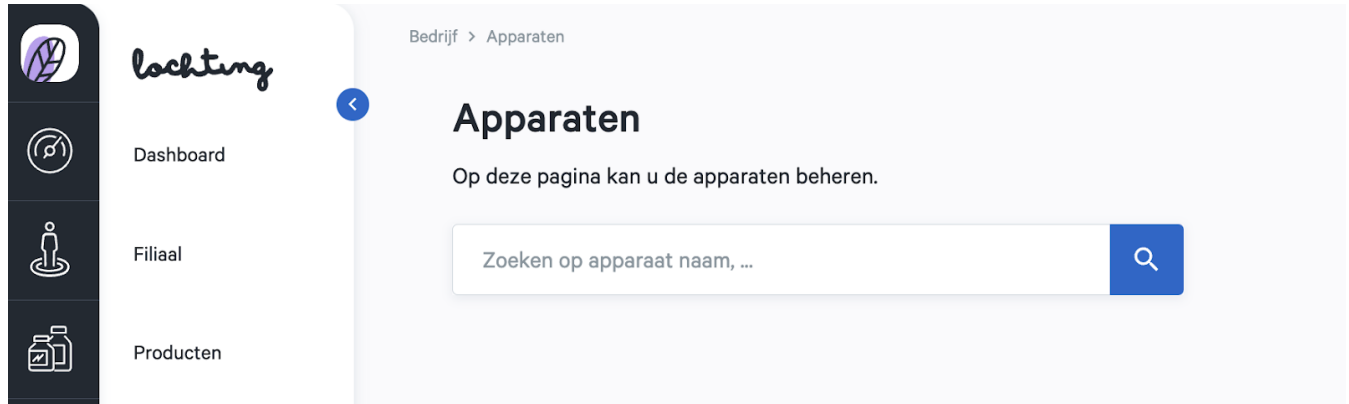 lochting
Dashboard
Filiaal
Producten
Bedrijf > Apparaten
Apparaten
Op deze pagina kan u de apparaten beheren.
Zoeken op apparaat naam, ...